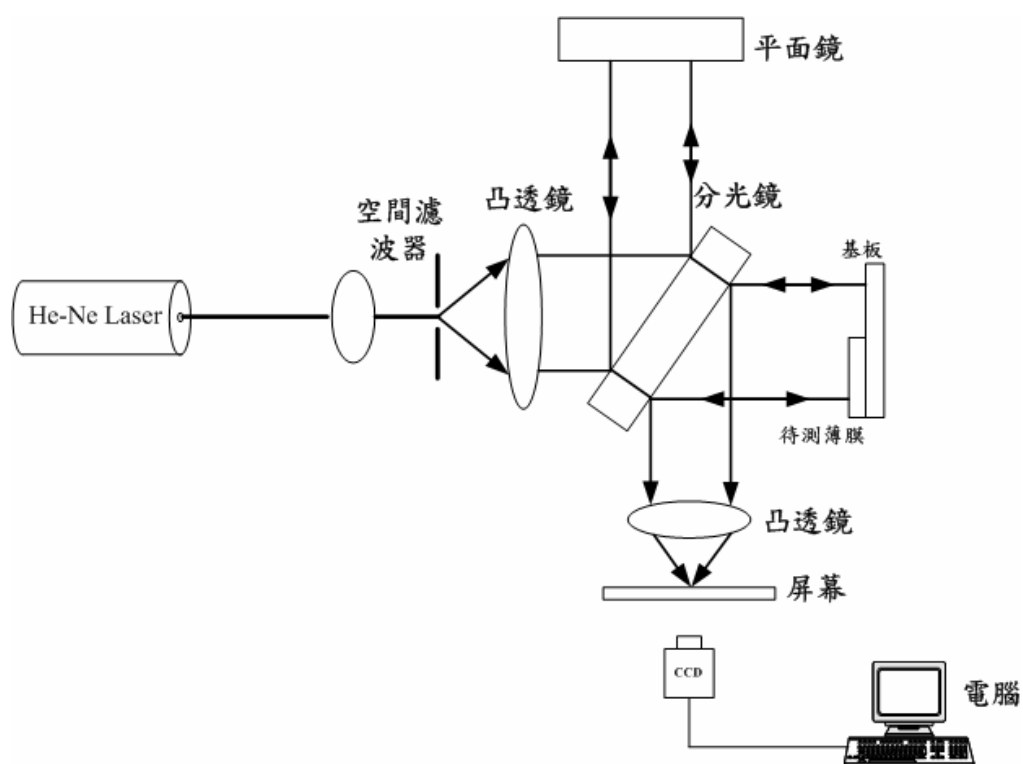 平面鏡
凸透鏡
分光鏡
空間濾
波器
基板
He-Ne Laser
待測薄膜
凸透鏡
屏幕
CCD
電腦